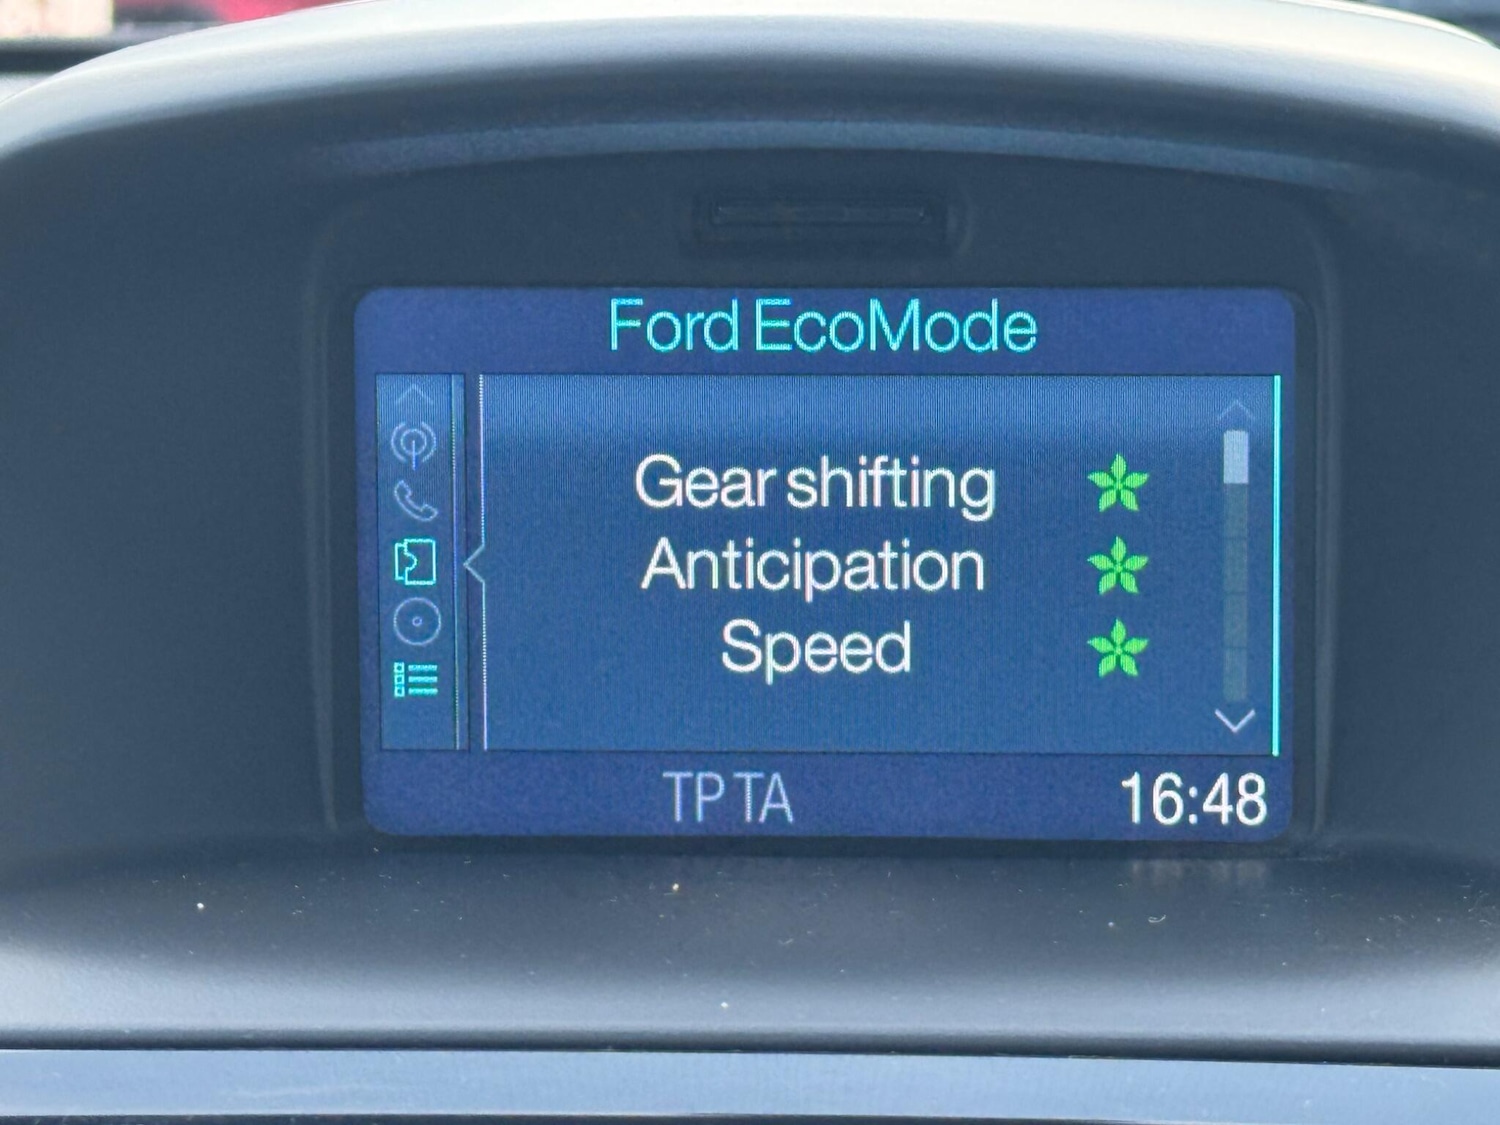 Ford EcoMode
Gear shifting
Anticipation
Speed
TP TA
16:48